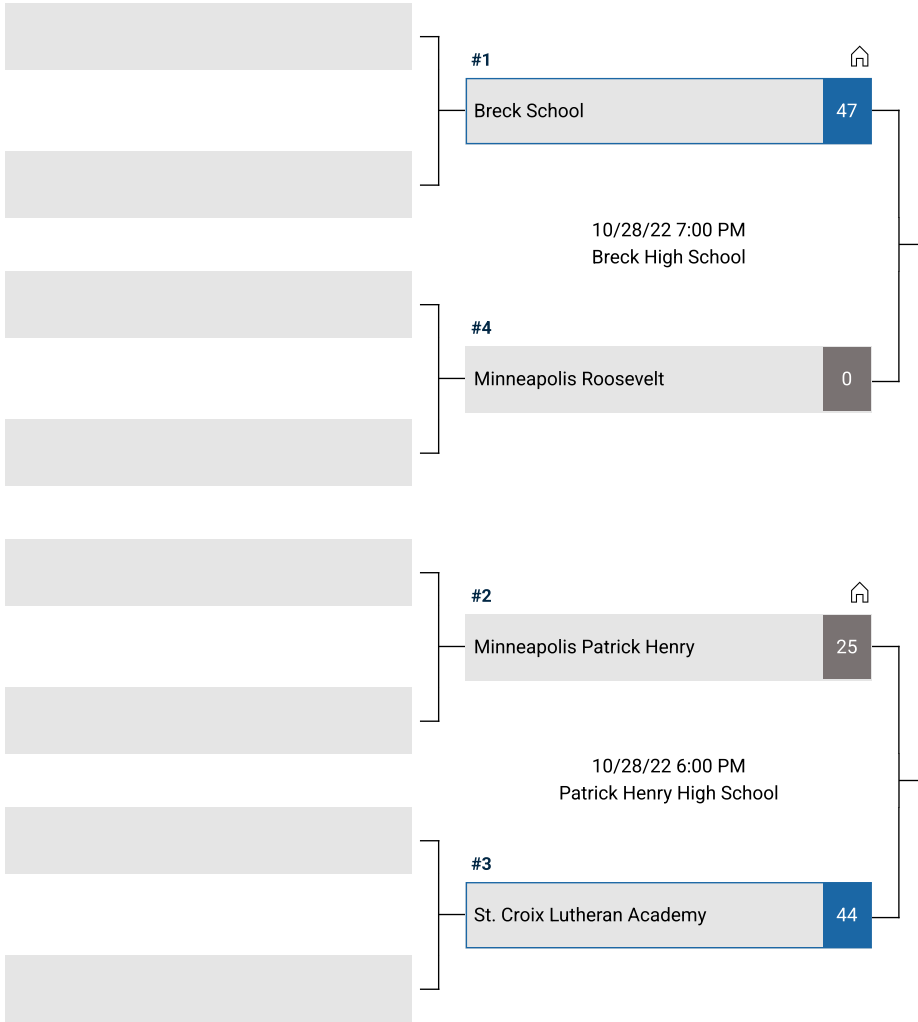 #1
Breck School
47
10/28/22 7:00 PM
Breck High School
#4
Minneapolis Roosevelt
0
#2
Minneapolis Patrick Henry
25
10/28/22 6:00 PM
Patrick Henry High School
#3
St. Croix Lutheran Academy
44